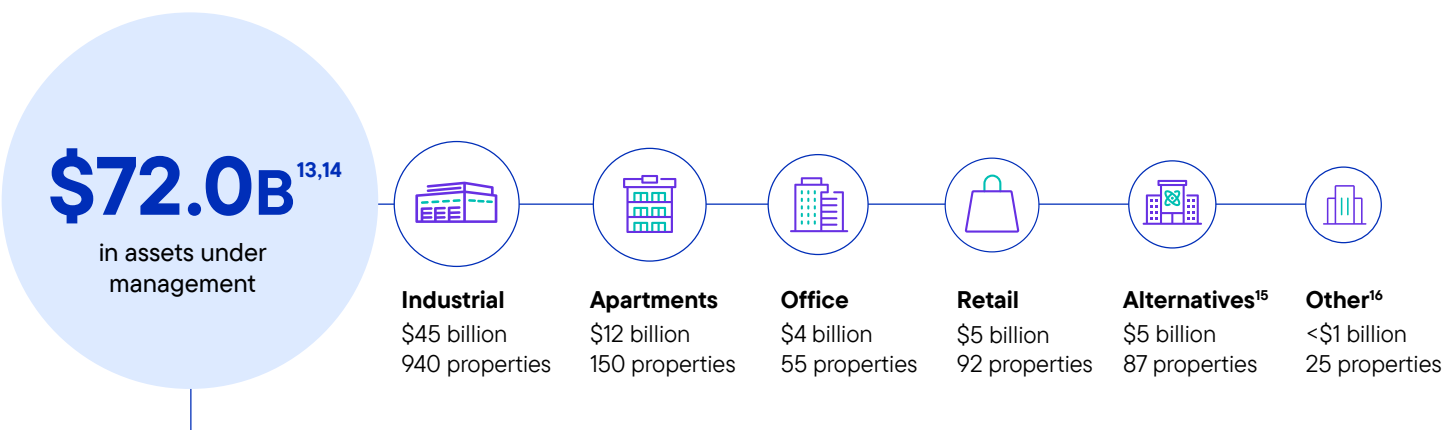 $72.0B13,14
in assets under
management
Industrial
$45 billion
940 properties
Apartments
$12 billion
150 properties
Office
$4 billion
55 properties
Retail
$5 billion
92 properties
Alternatives15
$5 billion
87 properties
Other16
<$1 billion
25 properties